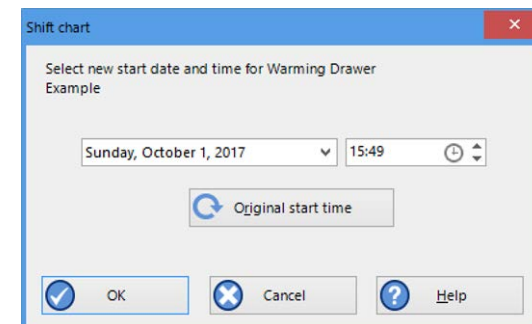 Shift chart
Select new start date and time for Warming Drawer
Example
Sunday, October 1, 2017 15:49
Original start time
OK Cancel Help